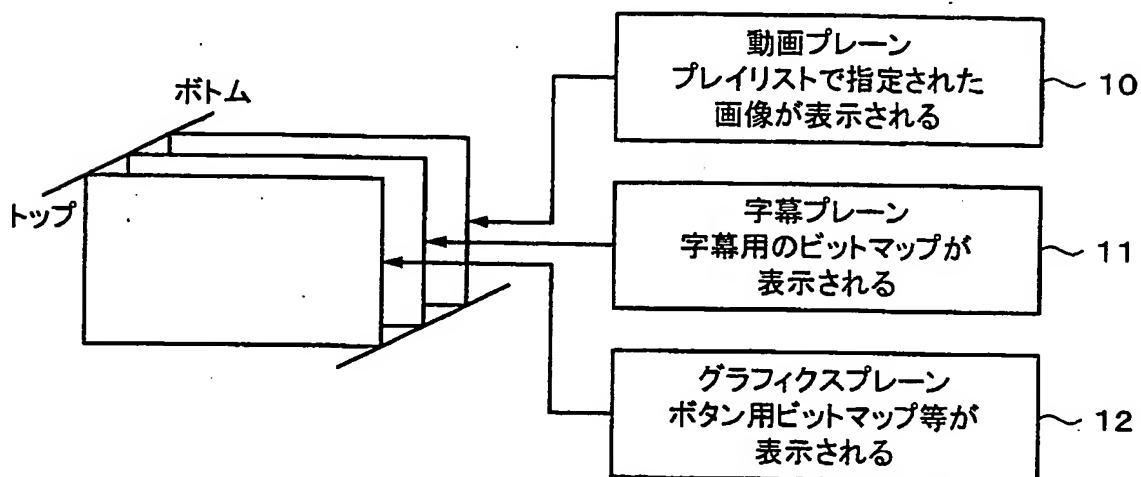 ボトム
トップ
動画プレーン
プレイリストで指定された
画像が表示される
10
字幕プレーン
字幕用のビットマップが
表示される
11
グラフィクスプレーン
ボタン用ビットマップ等が
表示される
12